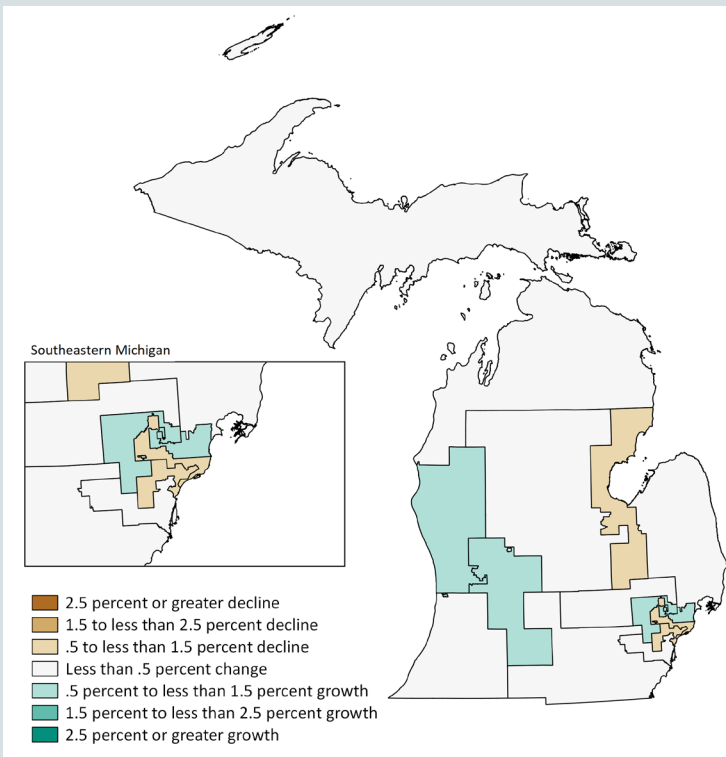 Southeastern Michigan
2.5 percent or greater decline
1.5 to less than 2.5 percent decline
.5 to less than 1.5 percent decline
Less than .5 percent change
.5 percent to less than 1.5 percent growth
1.5 percent to less than 2.5 percent growth
2.5 percent or greater growth